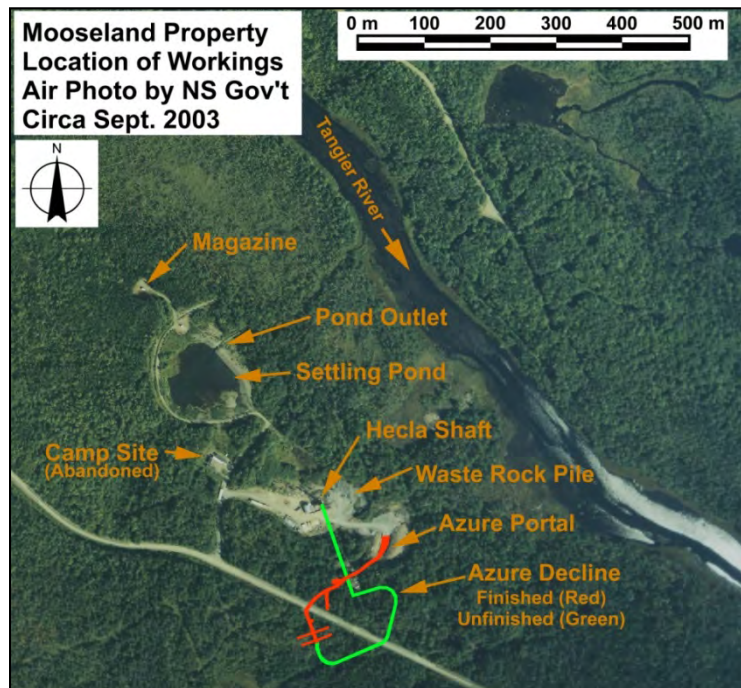 Mooseland Property
Location of Workings
Air Photo by NS Gov't
Circa Sept. 2003
0 m 100 200 300 400 500 m
N
Tangier River
Magazine
Pond Outlet
Settling Pond
Hecla Shaft
Camp Site
(Abandoned)
Waste Rock Pile
Azure Portal
Azure Decline
Finished (Red)
Unfinished (Green)